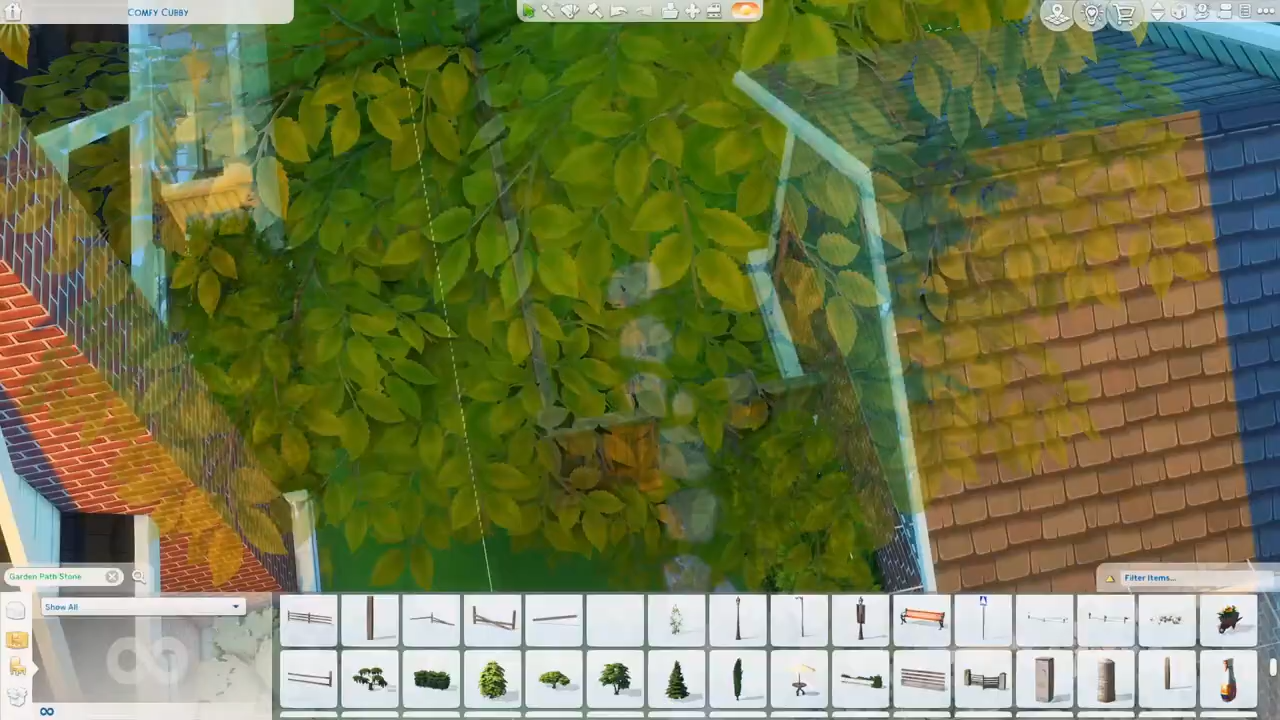 COMFY CUBBY
Garden Path Stone
Filter Items...
Show All